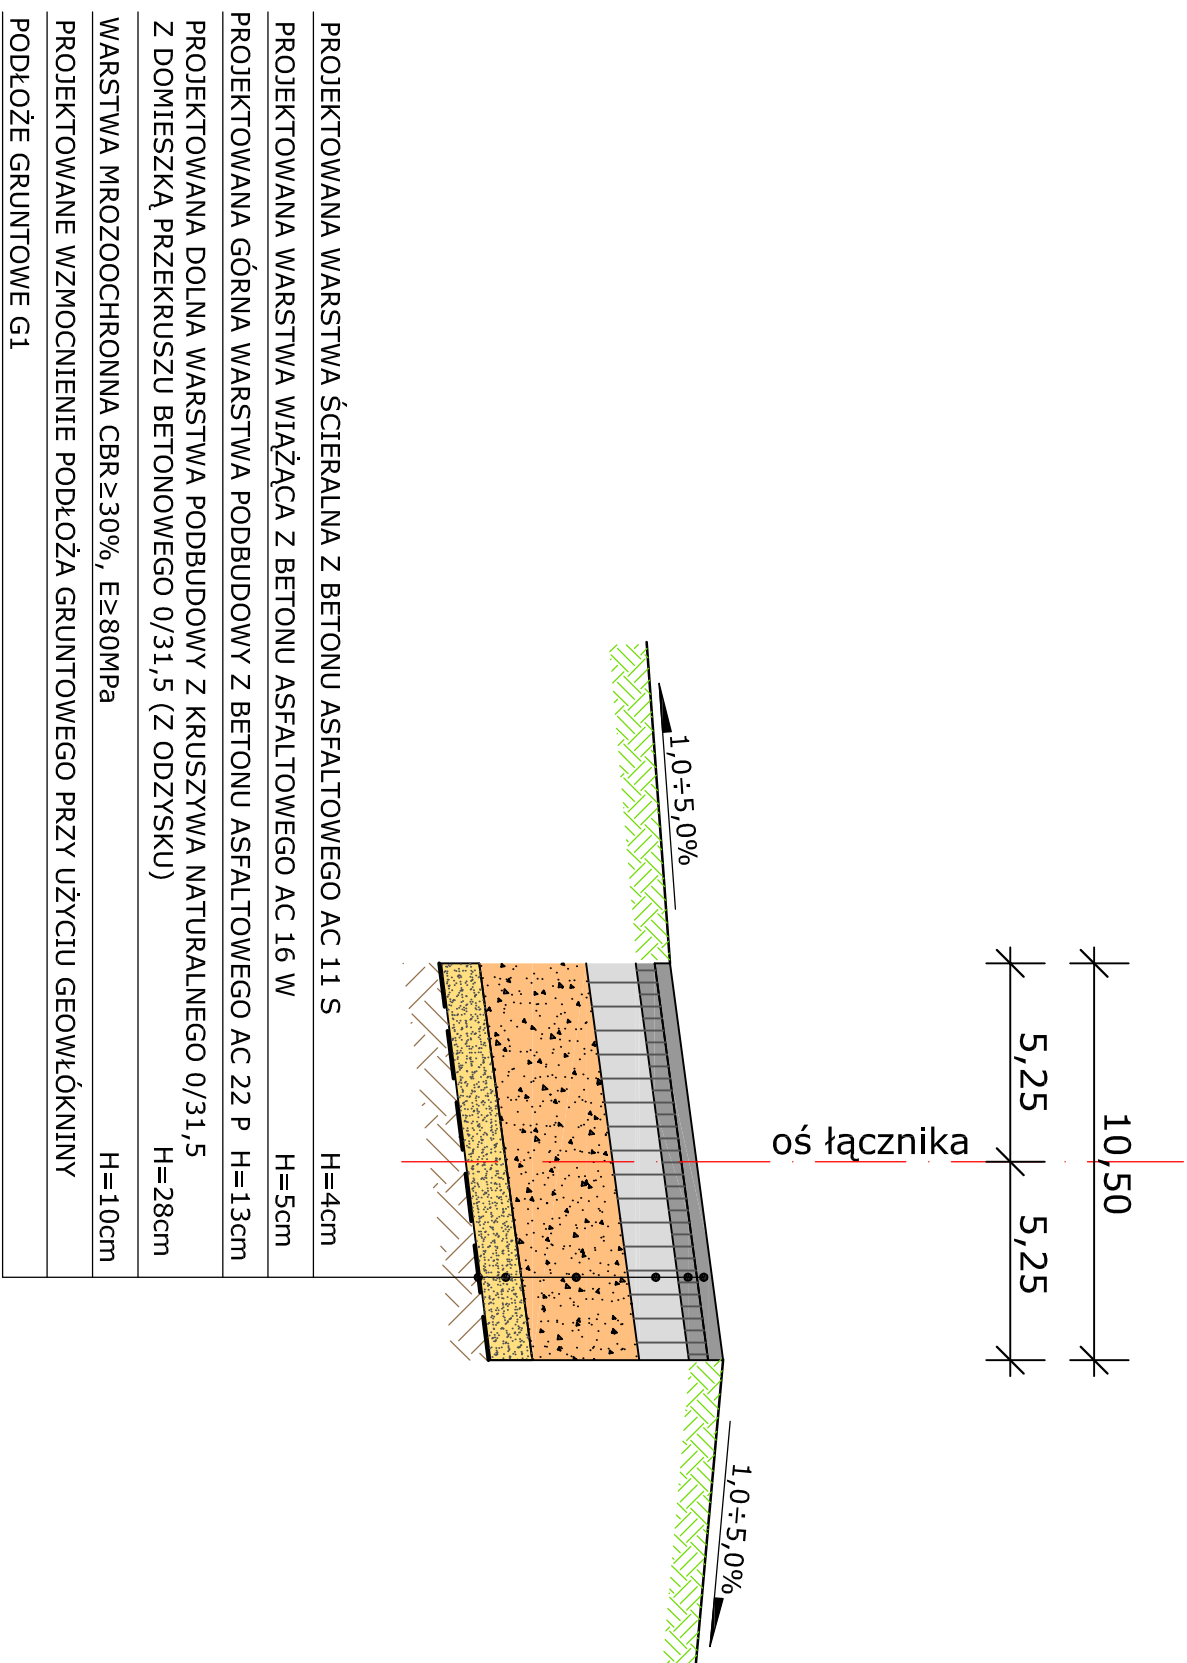 10,50
5,25
5,25
oś łącznika
1,0÷5,0%
1,0÷5,0%
PROJEKTOWANA WARSTWA ŚCIERALNA Z BETONU ASFALTOWEGO AC 11 S H=4cm
PROJEKTOWANA WARSTWA WIĄŻĄCA Z BETONU ASFALTOWEGO AC 16 W H=5cm
PROJEKTOWANA GÓRNA WARSTWA PODBUDOWY Z BETONU ASFALTOWEGO AC 22 P H=13cm
PROJEKTOWANA DOLNA WARSTWA PODBUDOWY Z KRUSZYWA NATURALNEGO 0/31,5
Z DOMIESZKĄ PRZEKRUSZU BETONOWEGO 0/31,5 (Z ODZYSKU) H=28cm
WARSTWA MROZOOCHRONNA CBR≥30%, E≥80MPa H=10cm
PROJEKTOWANE WZMOCNIENIE PODŁOŻA GRUNTOWEGO PRZY UŻYCIU GEOWŁÓKNINY
PODŁOŻE GRUNTOWE G1